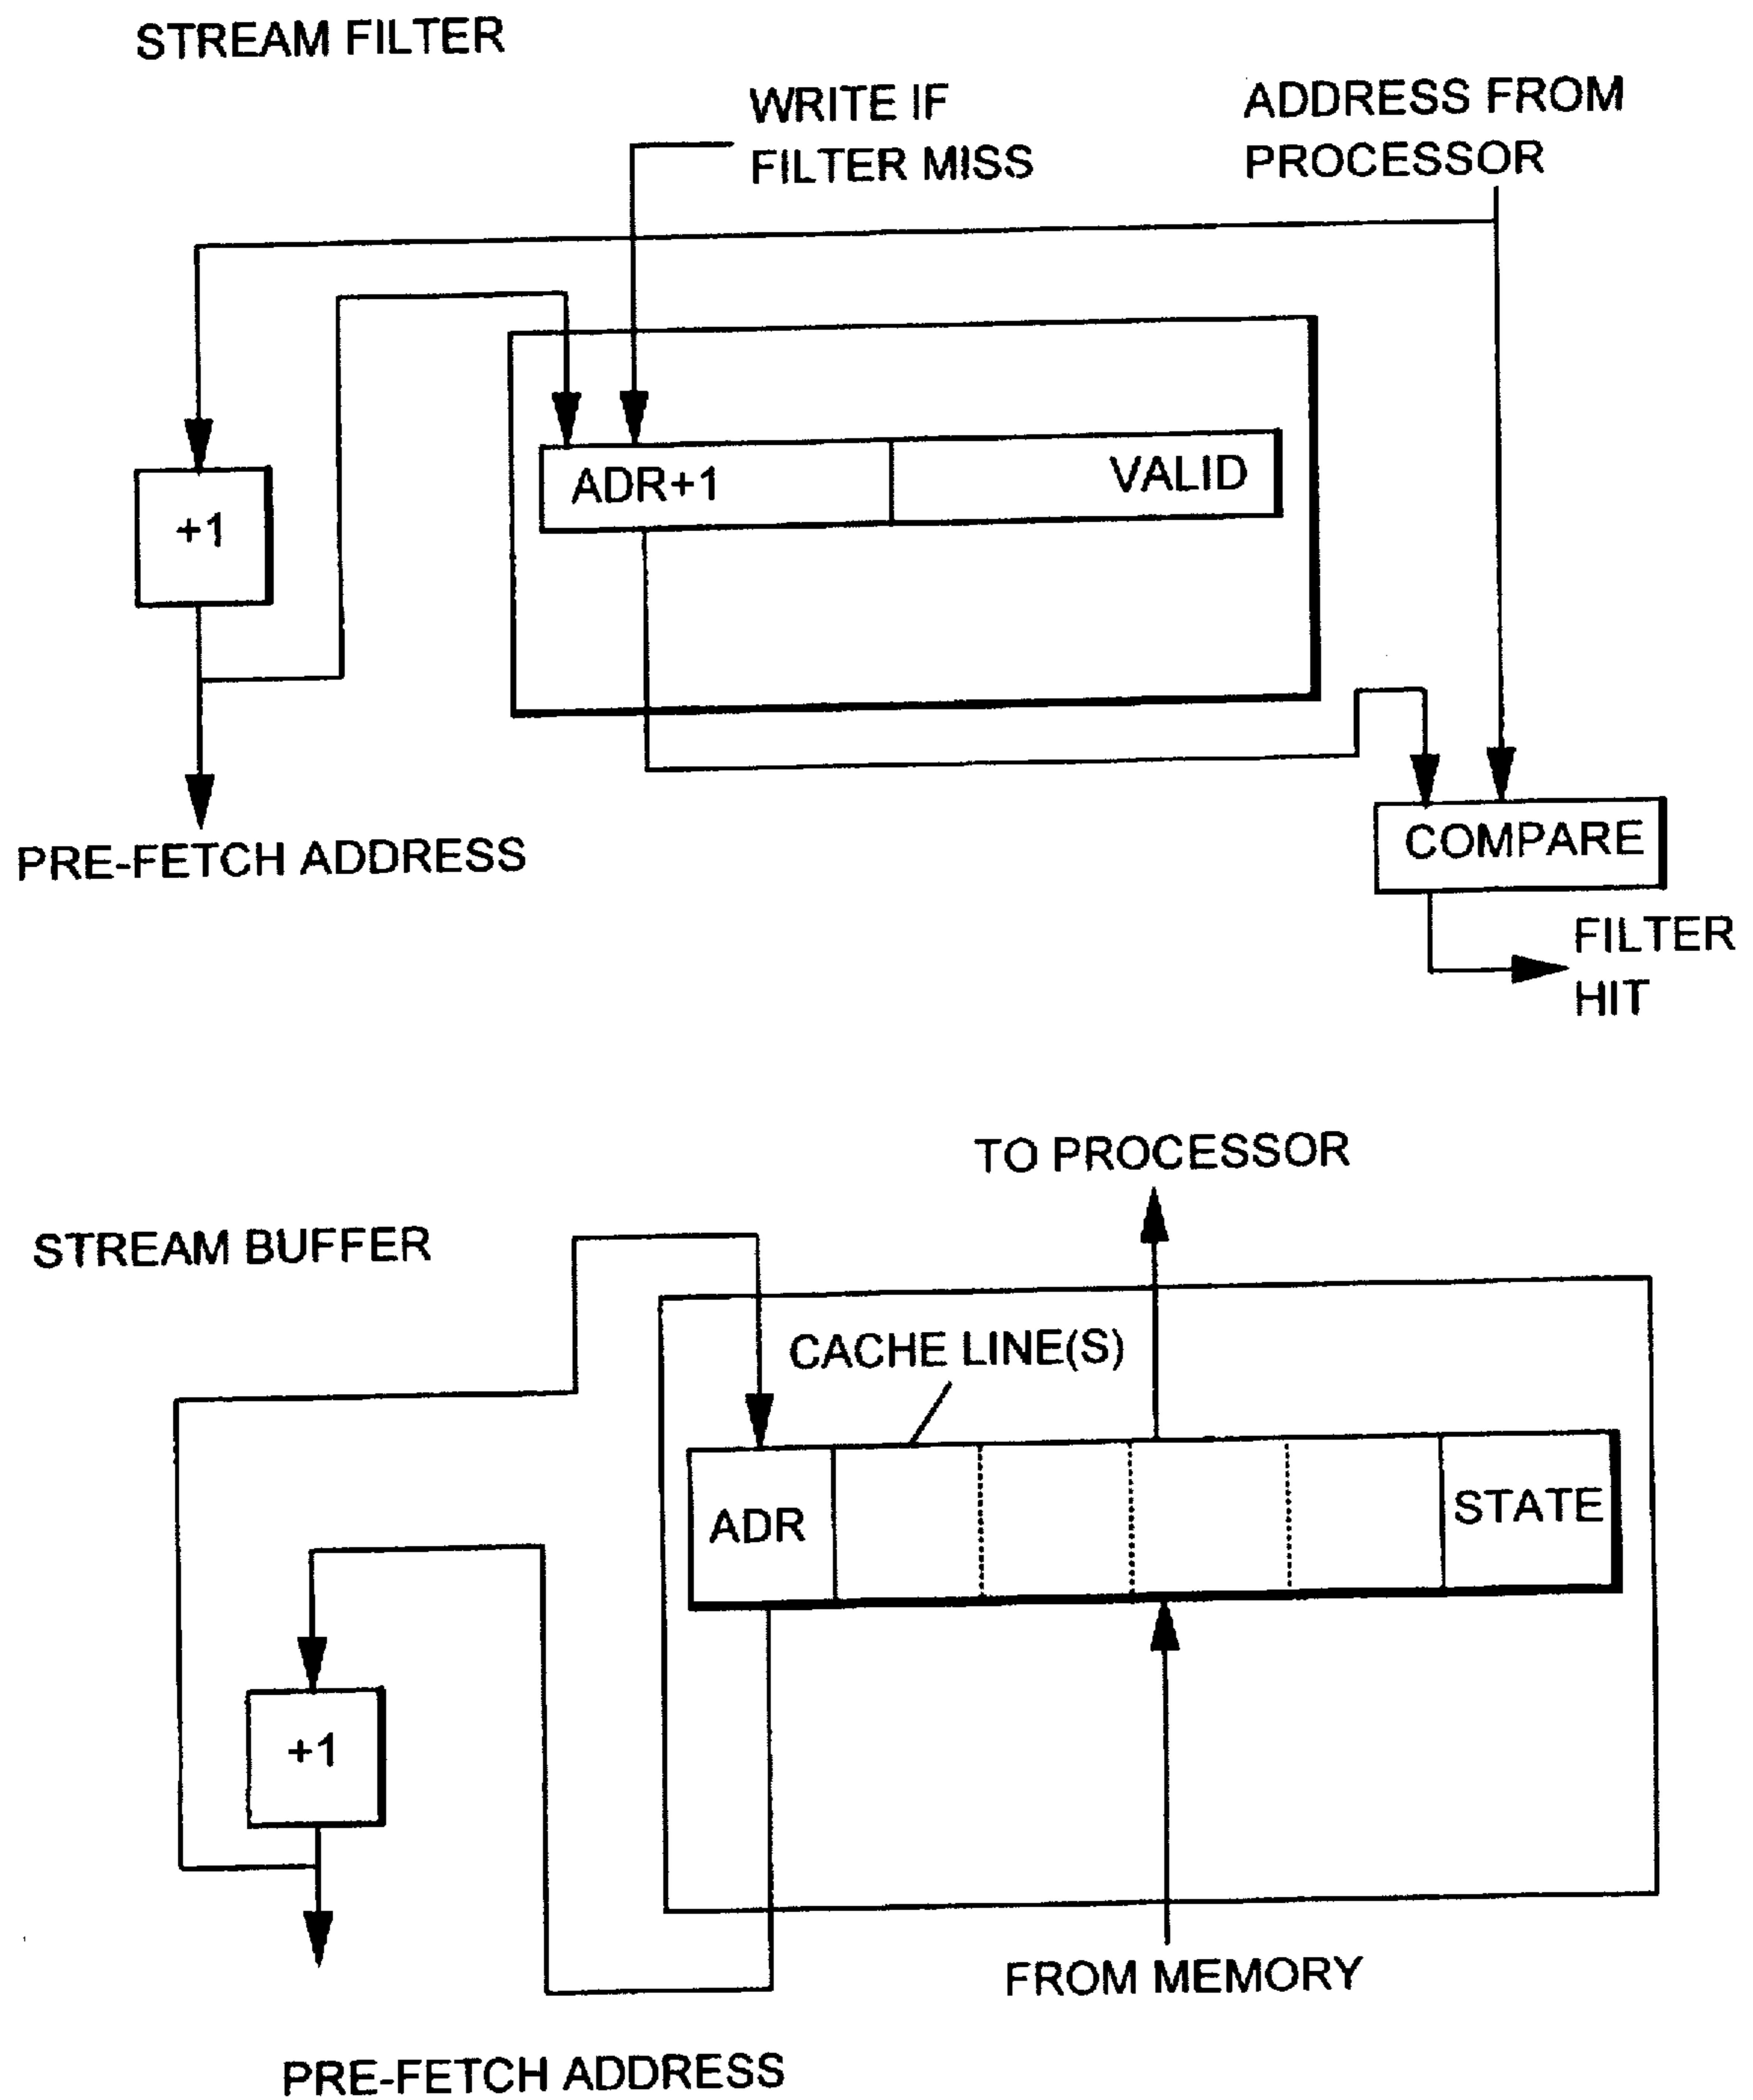 STREAM FILTER
WRITE IF
FILTER MISS
ADDRESS FROM
PROCESSOR
ADR+1
VALID
+1
PRE-FETCH ADDRESS
COMPARE
FILTER
HIT
TO PROCESSOR
STREAM BUFFER
CACHE LINE(S)
ADR
STATE
+1
FROM MEMORY
PRE-FETCH ADDRESS